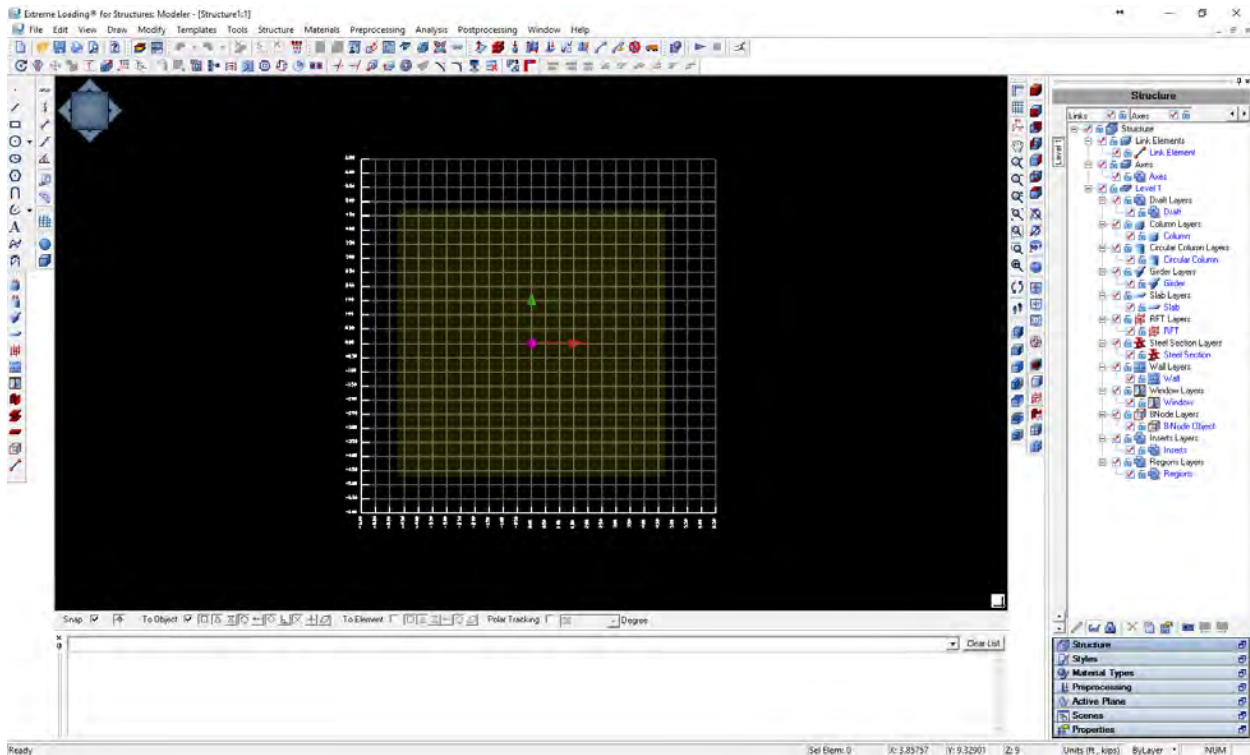 Extreme Loading® for Structures: Modeler - [Structure1:1]
File Edit View Draw Modify Templates Tools Structure Materials Preprocessing Analysis Postprocessing Window Help
Structure
Links Axes
Level 1
Structure
Link Elements
Link Element
Axes
Axes
Level 1
Draft Layers
Draft
Column Layers
Column
Circular Column Layers
Circular Column
Girder Layers
Girder
Slab Layers
Slab
RFT Layers
RFT
Steel Section Layers
Steel Section
Wall Layers
Wall
Window Layers
Window
BNode Layers
BNode Object
Inserts Layers
Inserts
Regions Layers
Regions
Snap To Object To Element Polar Tracking Degree
Clear List
Structure
Styles
Material Types
Preprocessing
Active Plane
Scenes
Properties
Ready Sel Elem: 0 X: 3.85757 Y: 9.32901 Z: 9 Units (ft., kips) ByLayer NUM